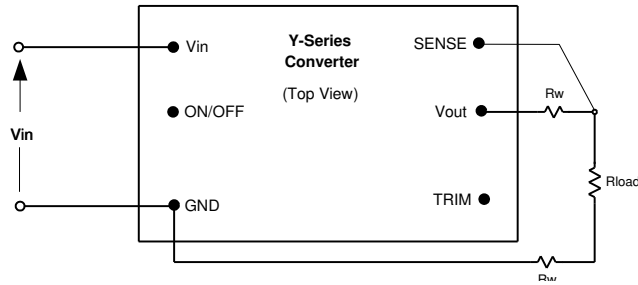 Y-Series
Converter
(Top View)
Vin
ON/OFF
GND
SENSE
Vout
TRIM
Vin
Rw
Rload
Rw